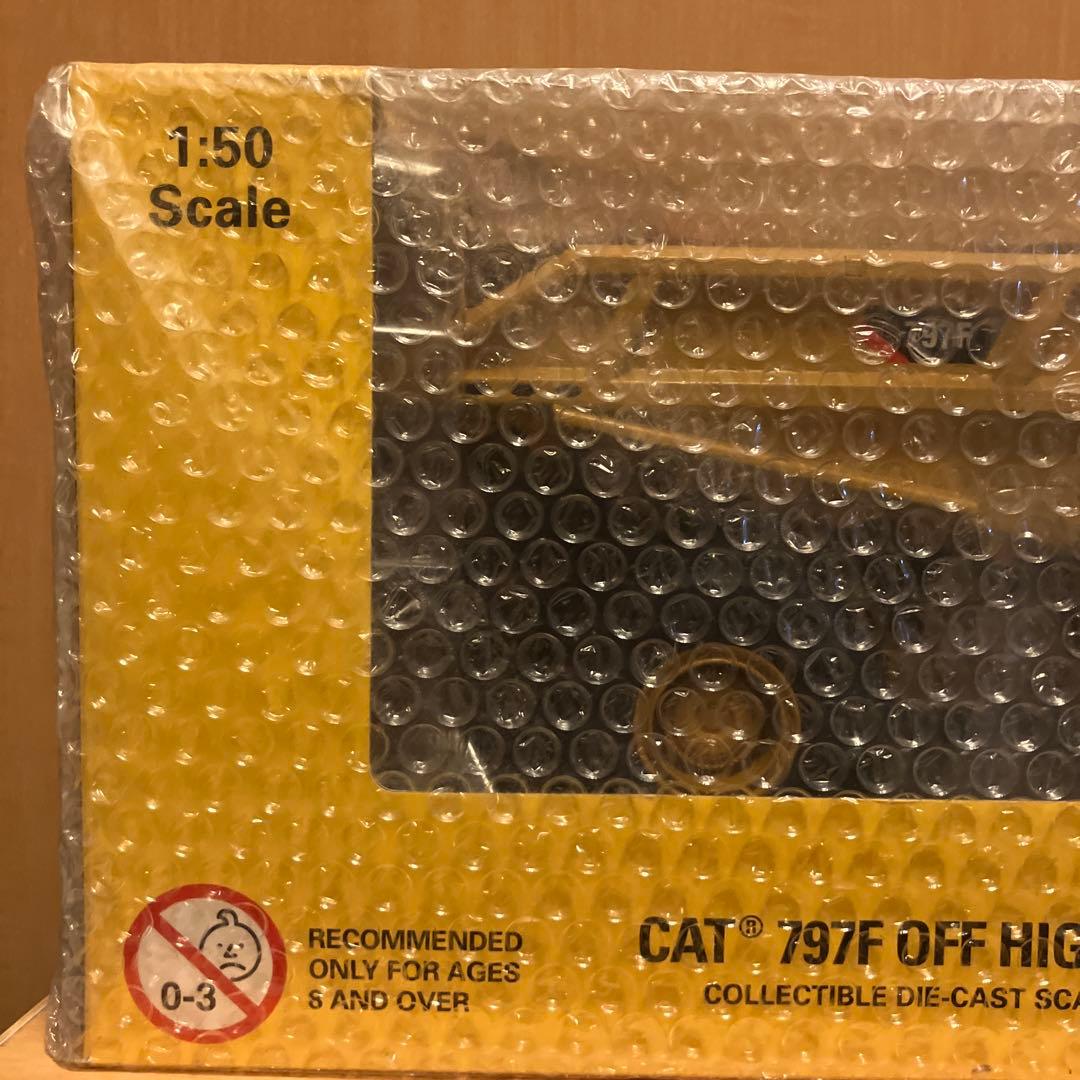 1:50
Scale
797F
0-3
RECOMMENDED
ONLY FOR AGES
8 AND OVER
CAT® 797F OFF HIG
COLLECTIBLE DIE-CAST SCA